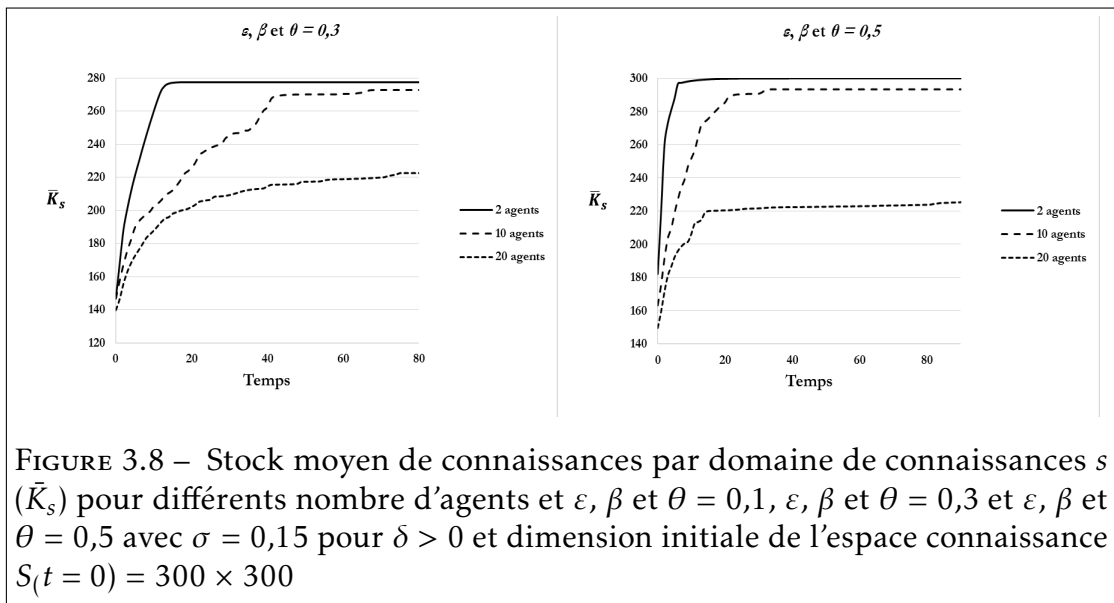 ε, β et θ = 0,3
280
260
240
220
200
180
160
140
120
K̄s
0
20
40
60
80
Temps
2 agents
10 agents
20 agents
ε, β et θ = 0,5
300
280
260
240
220
200
180
160
140
K̄s
0
20
40
60
80
Temps
2 agents
10 agents
20 agents
FIGURE 3.8 – Stock moyen de connaissances par domaine de connaissances s
(K̄s) pour différents nombre d'agents et ε, β et θ = 0,1, ε, β et θ = 0,3 et ε, β et
θ = 0,5 avec σ = 0,15 pour δ > 0 et dimension initiale de l'espace connaissance
S(t = 0) = 300 × 300